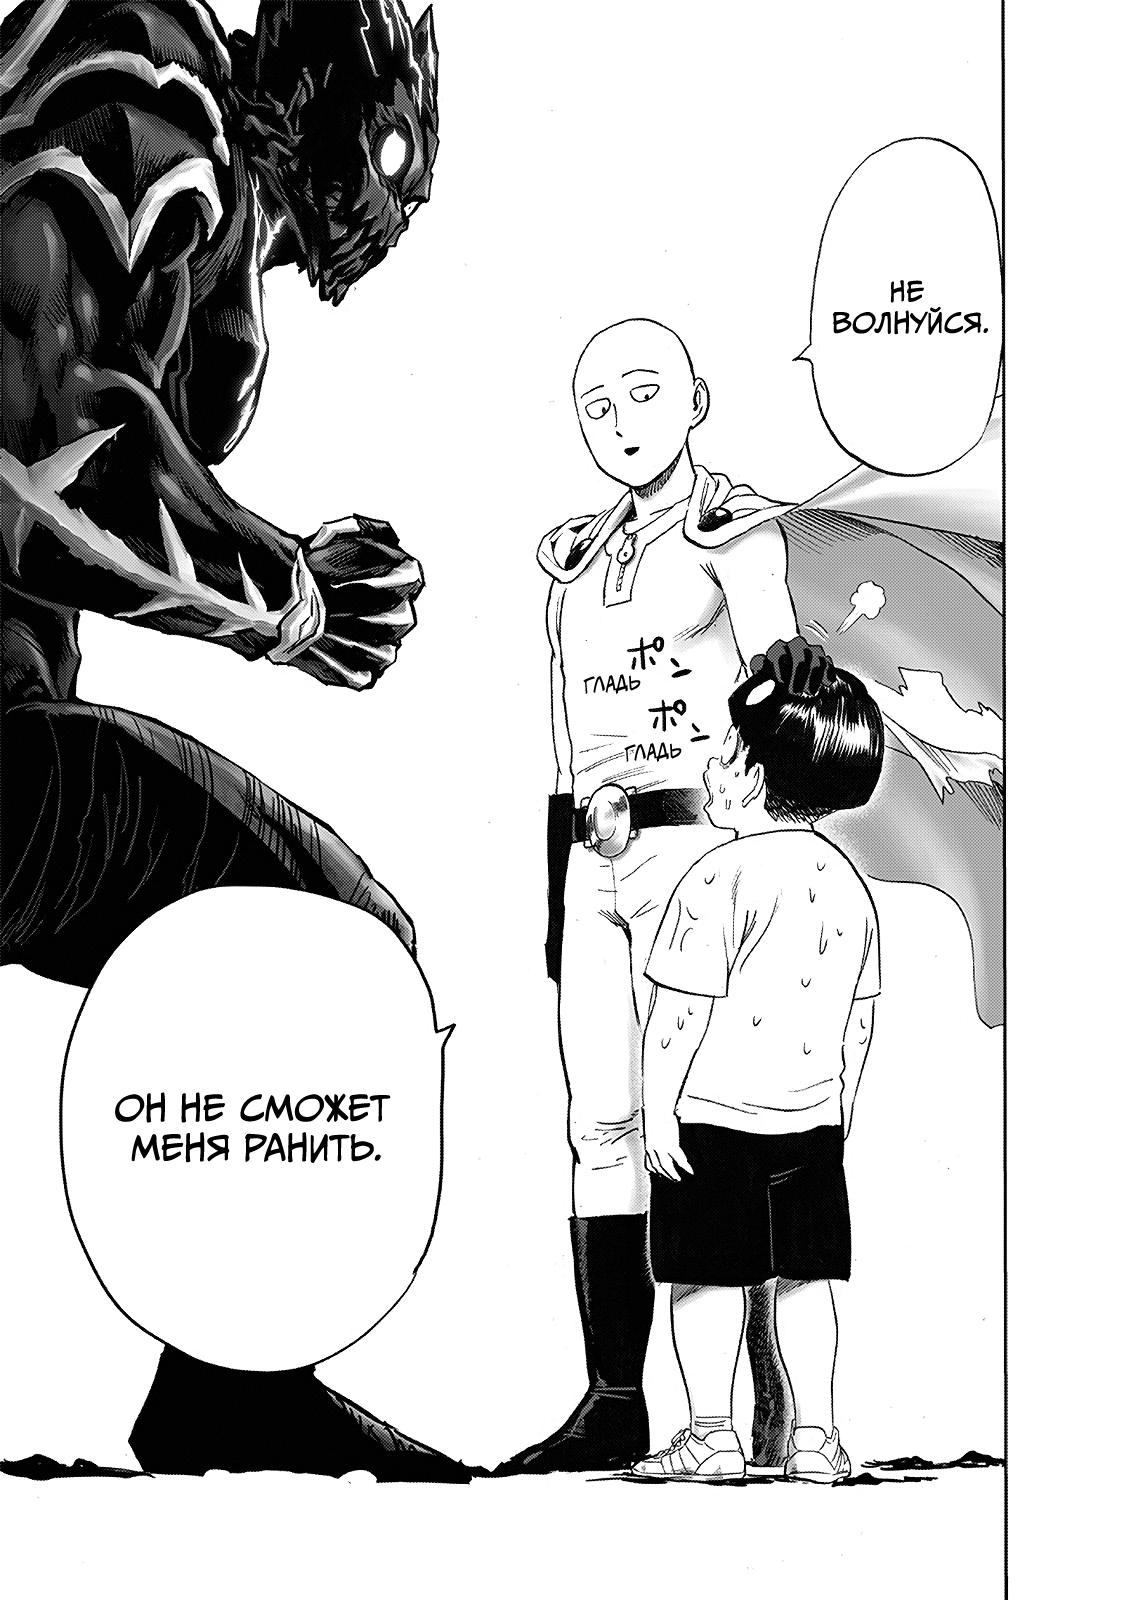 НЕ
ВОЛНУЙСЯ.
ポン
ГЛАДЬ
ポン
ГЛАДЬ
ОН НЕ СМОЖЕТ
МЕНЯ РАНИТЬ.